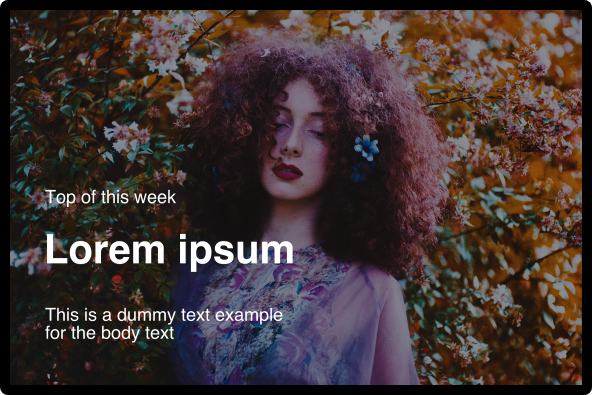 Top of this week
Lorem ipsum
This is a dummy text example
for the body text